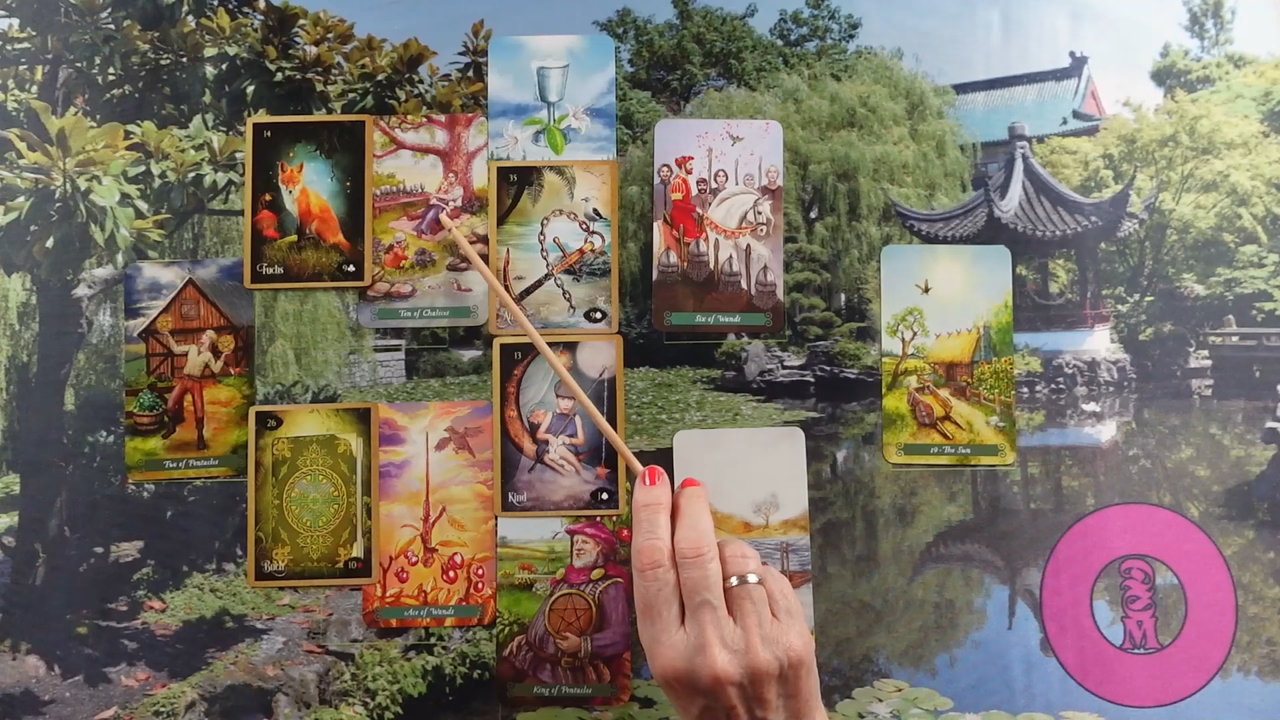 14
Fuchs
9♣
Ten of Chalices
35
9♠
Six of Wands
Two of Pentacles
13
Kind
1♠
19 - The Sun
26
Buch
10♦
Ace of Wands
King of Pentacles